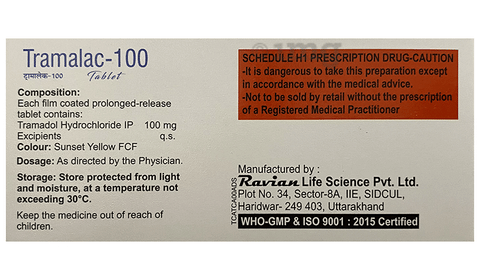 1mg
Tramalac-100
ट्रामालेक-100 Tablet
Composition:
Each film coated prolonged-release
tablet contains:
Tramadol Hydrochloride IP 100 mg
Excipients q.s.
Colour: Sunset Yellow FCF
Dosage: As directed by the Physician.
Storage: Store protected from light
and moisture, at a temperature not
exceeding 30°C.
Keep the medicine out of reach of
children.
SCHEDULE H1 PRESCRIPTION DRUG-CAUTION
-It is dangerous to take this preparation except
in accordance with the medical advice.
-Not to be sold by retail without the prescription
of a Registered Medical Practitioner
Manufactured by :
Ravian Life Science Pvt. Ltd.
Plot No. 34, Sector-8A, IIE, SIDCUL,
Haridwar- 249 403, Uttarakhand
WHO-GMP & ISO 9001 : 2015 Certified
TCATCA00ADS